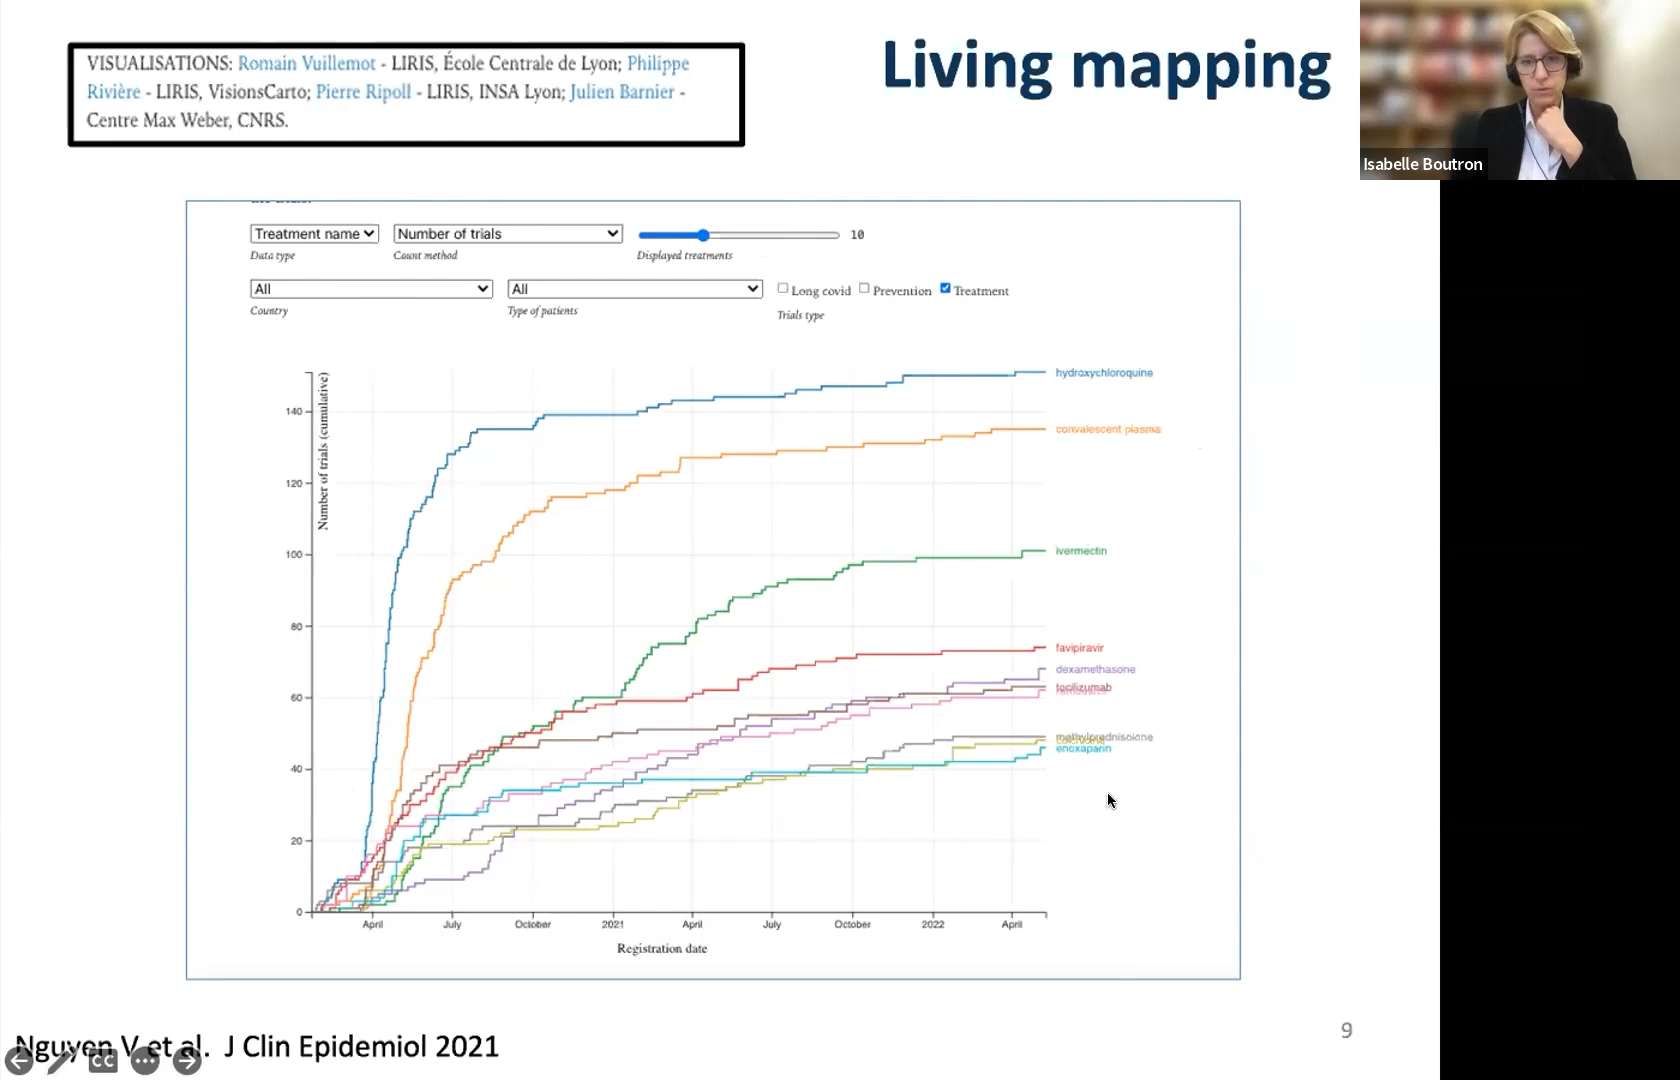 VISUALISATIONS: Romain Vuillemot - LIRIS, École Centrale de Lyon; Philippe
Rivière - LIRIS, VisionsCarto; Pierre Ripoll - LIRIS, INSA Lyon; Julien Barnier -
Centre Max Weber, CNRS.
Living mapping
Isabelle Boutron
Treatment name
Number of trials
10
Data type
Count method
Displayed treatments
All
All
Long covid
Prevention
Treatment
Country
Type of patients
Trials type
Number of trials (cumulative)
140
120
100
80
60
40
20
0
hydroxychloroquine
convalescent plasma
ivermectin
favipiravir
dexamethasone
tocilizumab
methylprednisolone
enoxaparin
April
July
October
2021
April
July
October
2022
April
Registration date
Nguyen V et al. J Clin Epidemiol 2021
CC
9